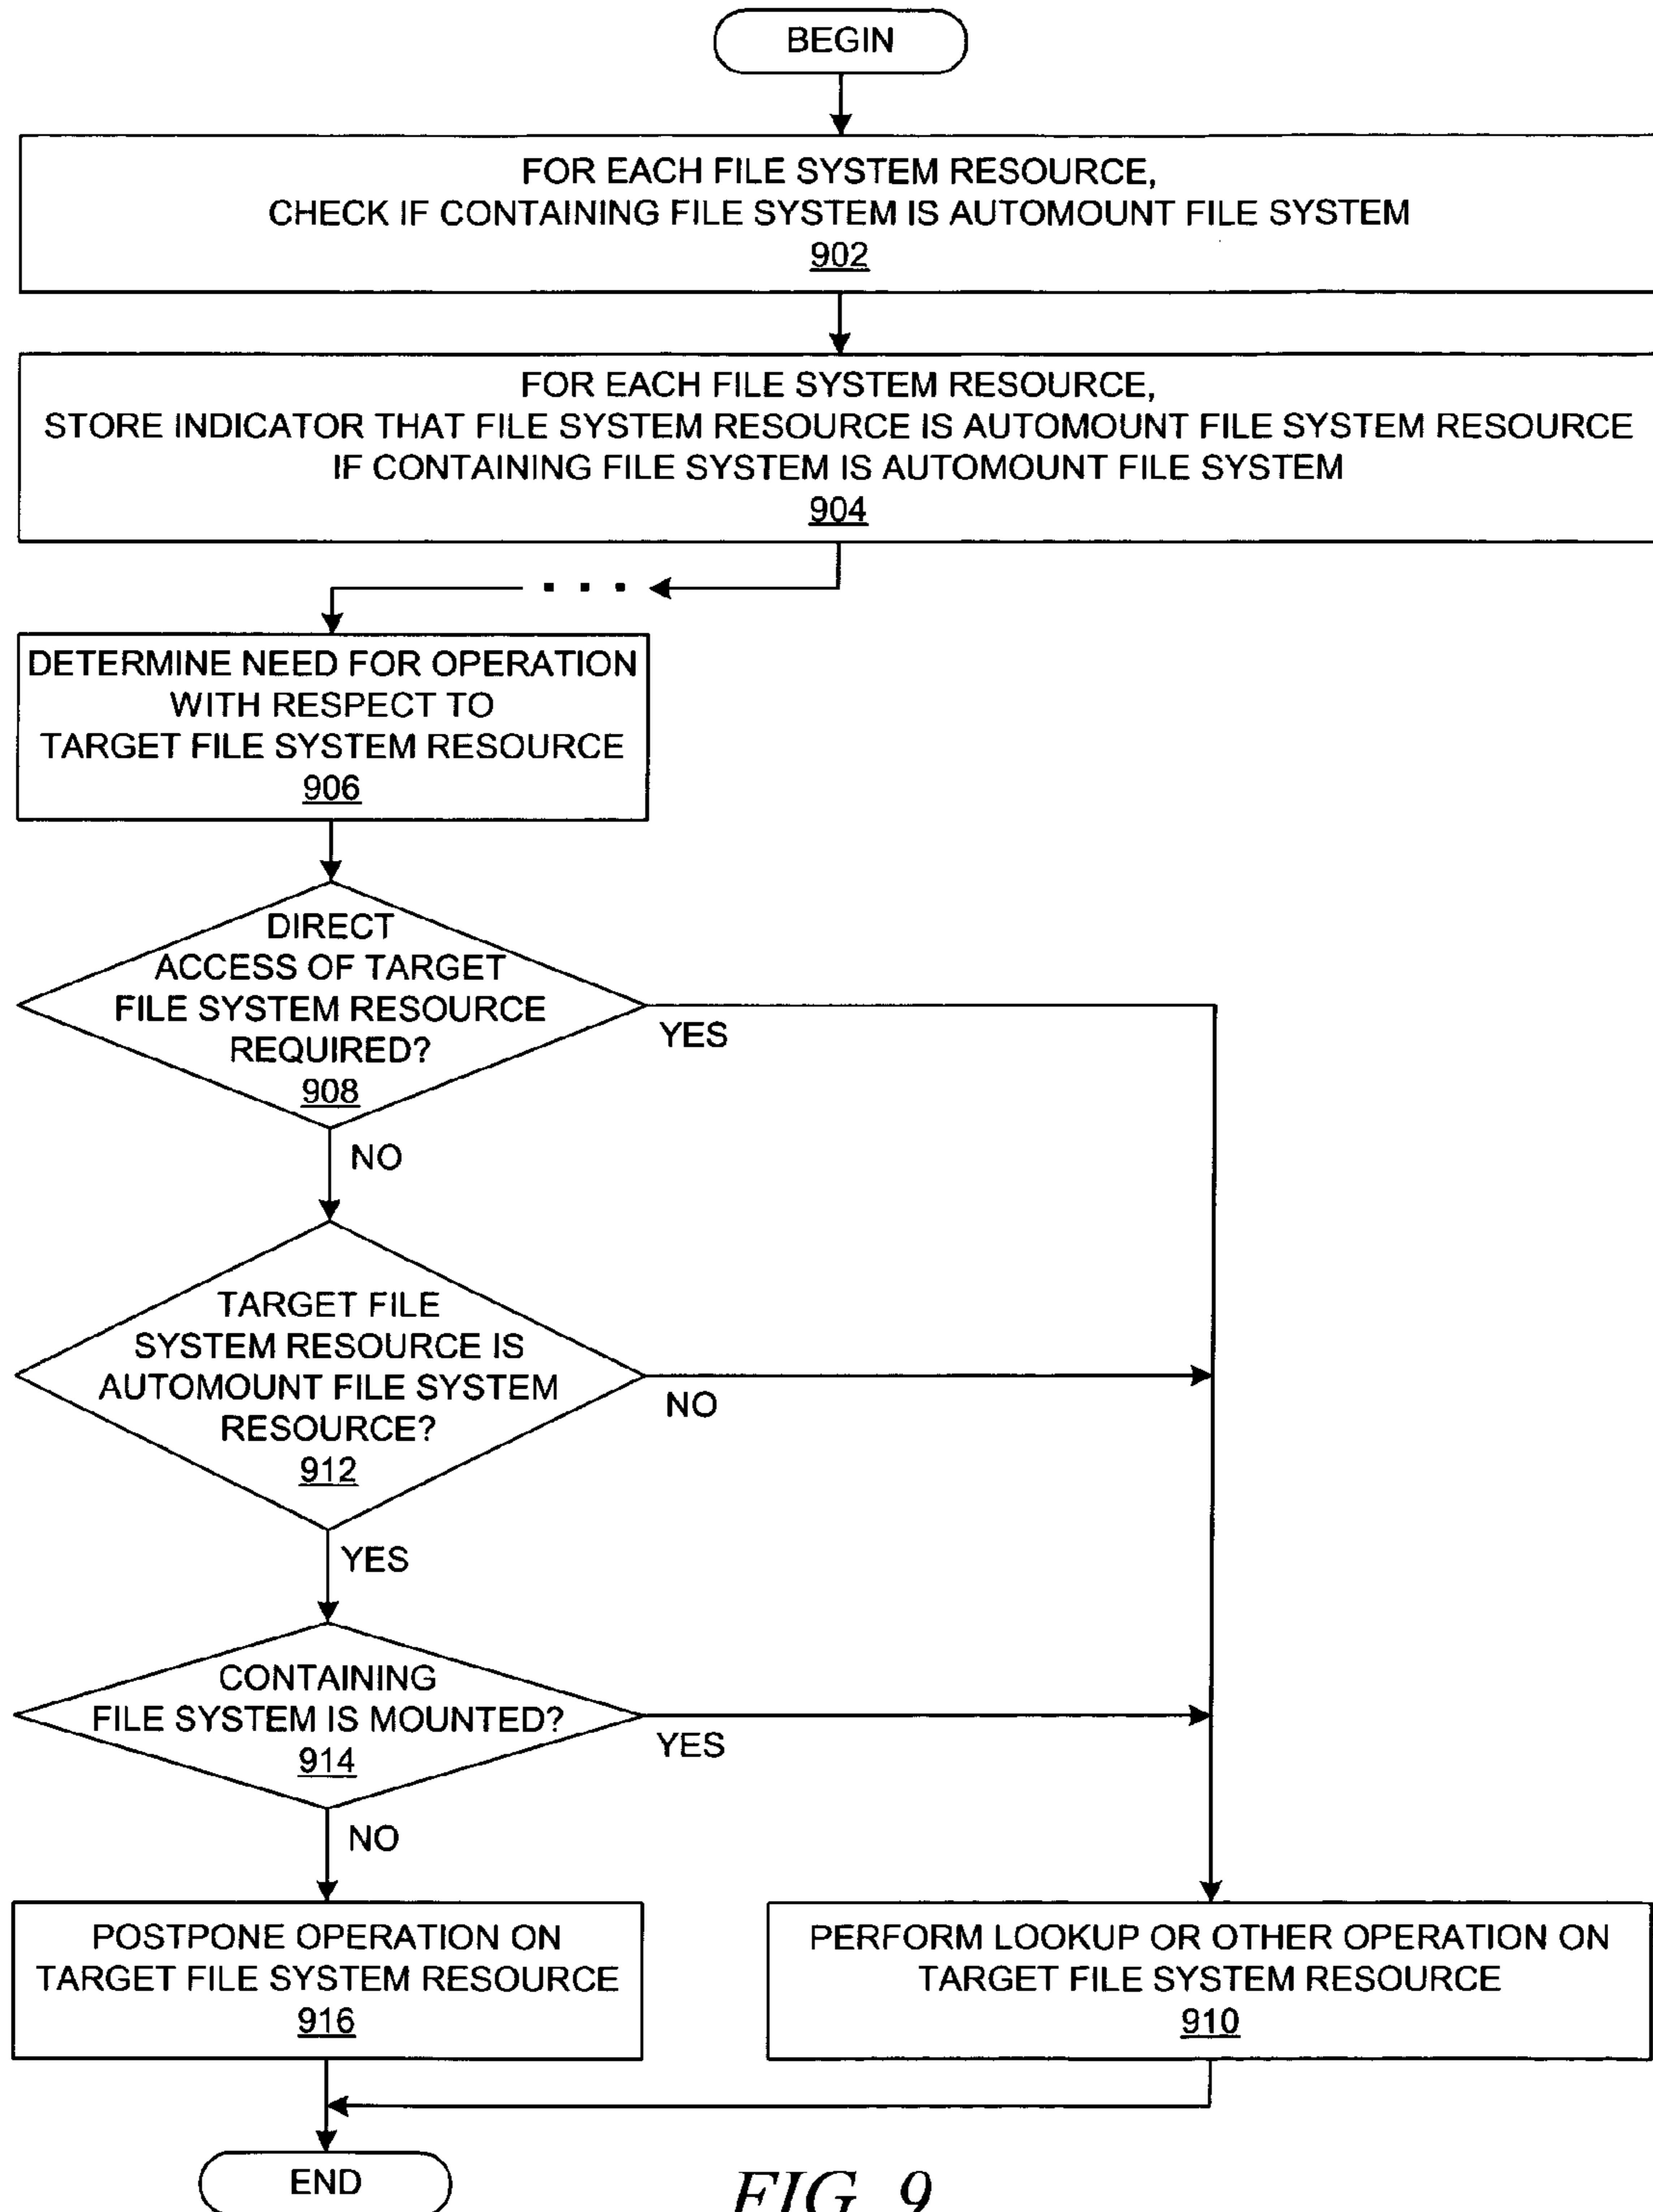 BEGIN
FOR EACH FILE SYSTEM RESOURCE,
CHECK IF CONTAINING FILE SYSTEM IS AUTOMOUNT FILE SYSTEM
902
FOR EACH FILE SYSTEM RESOURCE,
STORE INDICATOR THAT FILE SYSTEM RESOURCE IS AUTOMOUNT FILE SYSTEM RESOURCE
IF CONTAINING FILE SYSTEM IS AUTOMOUNT FILE SYSTEM
904
. . .
DETERMINE NEED FOR OPERATION
WITH RESPECT TO
TARGET FILE SYSTEM RESOURCE
906
DIRECT
ACCESS OF TARGET
FILE SYSTEM RESOURCE
REQUIRED?
908
YES
NO
TARGET FILE
SYSTEM RESOURCE IS
AUTOMOUNT FILE SYSTEM
RESOURCE?
912
NO
YES
CONTAINING
FILE SYSTEM IS MOUNTED?
914
YES
NO
POSTPONE OPERATION ON
TARGET FILE SYSTEM RESOURCE
916
PERFORM LOOKUP OR OTHER OPERATION ON
TARGET FILE SYSTEM RESOURCE
910
END
FIG. 9